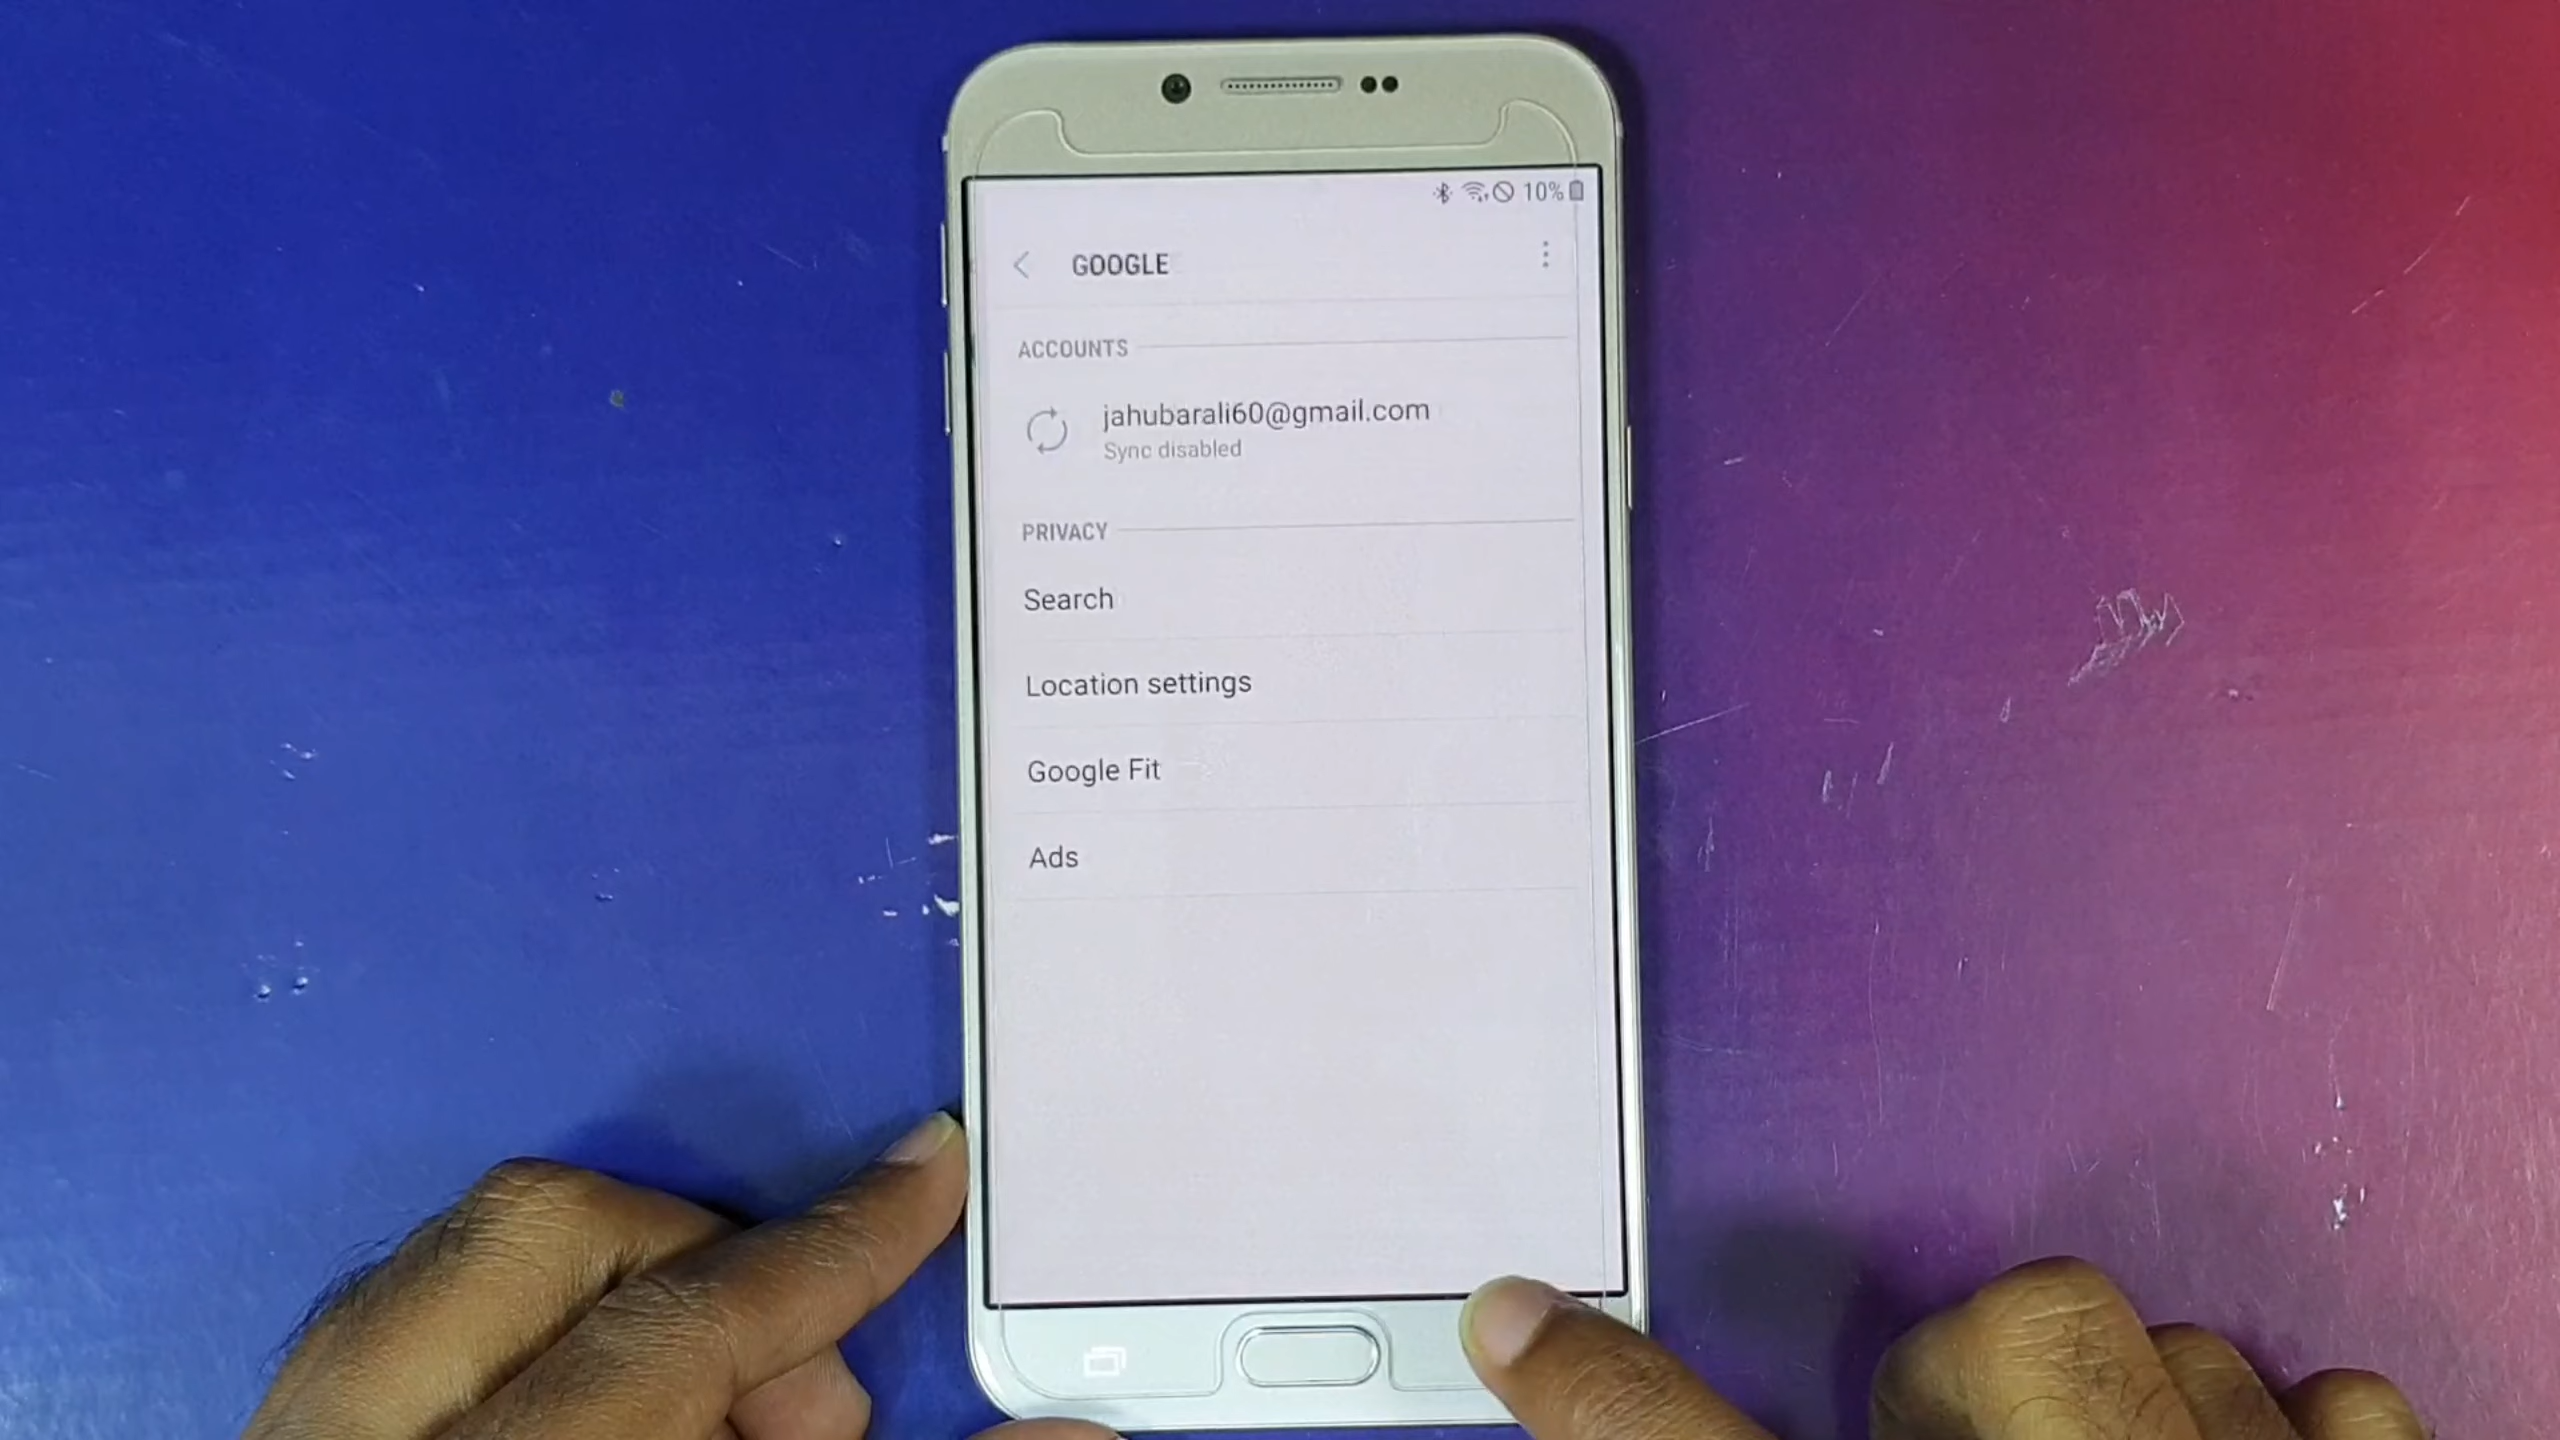 10%
GOOGLE
ACCOUNTS
jahubarali60@gmail.com
Sync disabled
PRIVACY
Search
Location settings
Google Fit
Ads